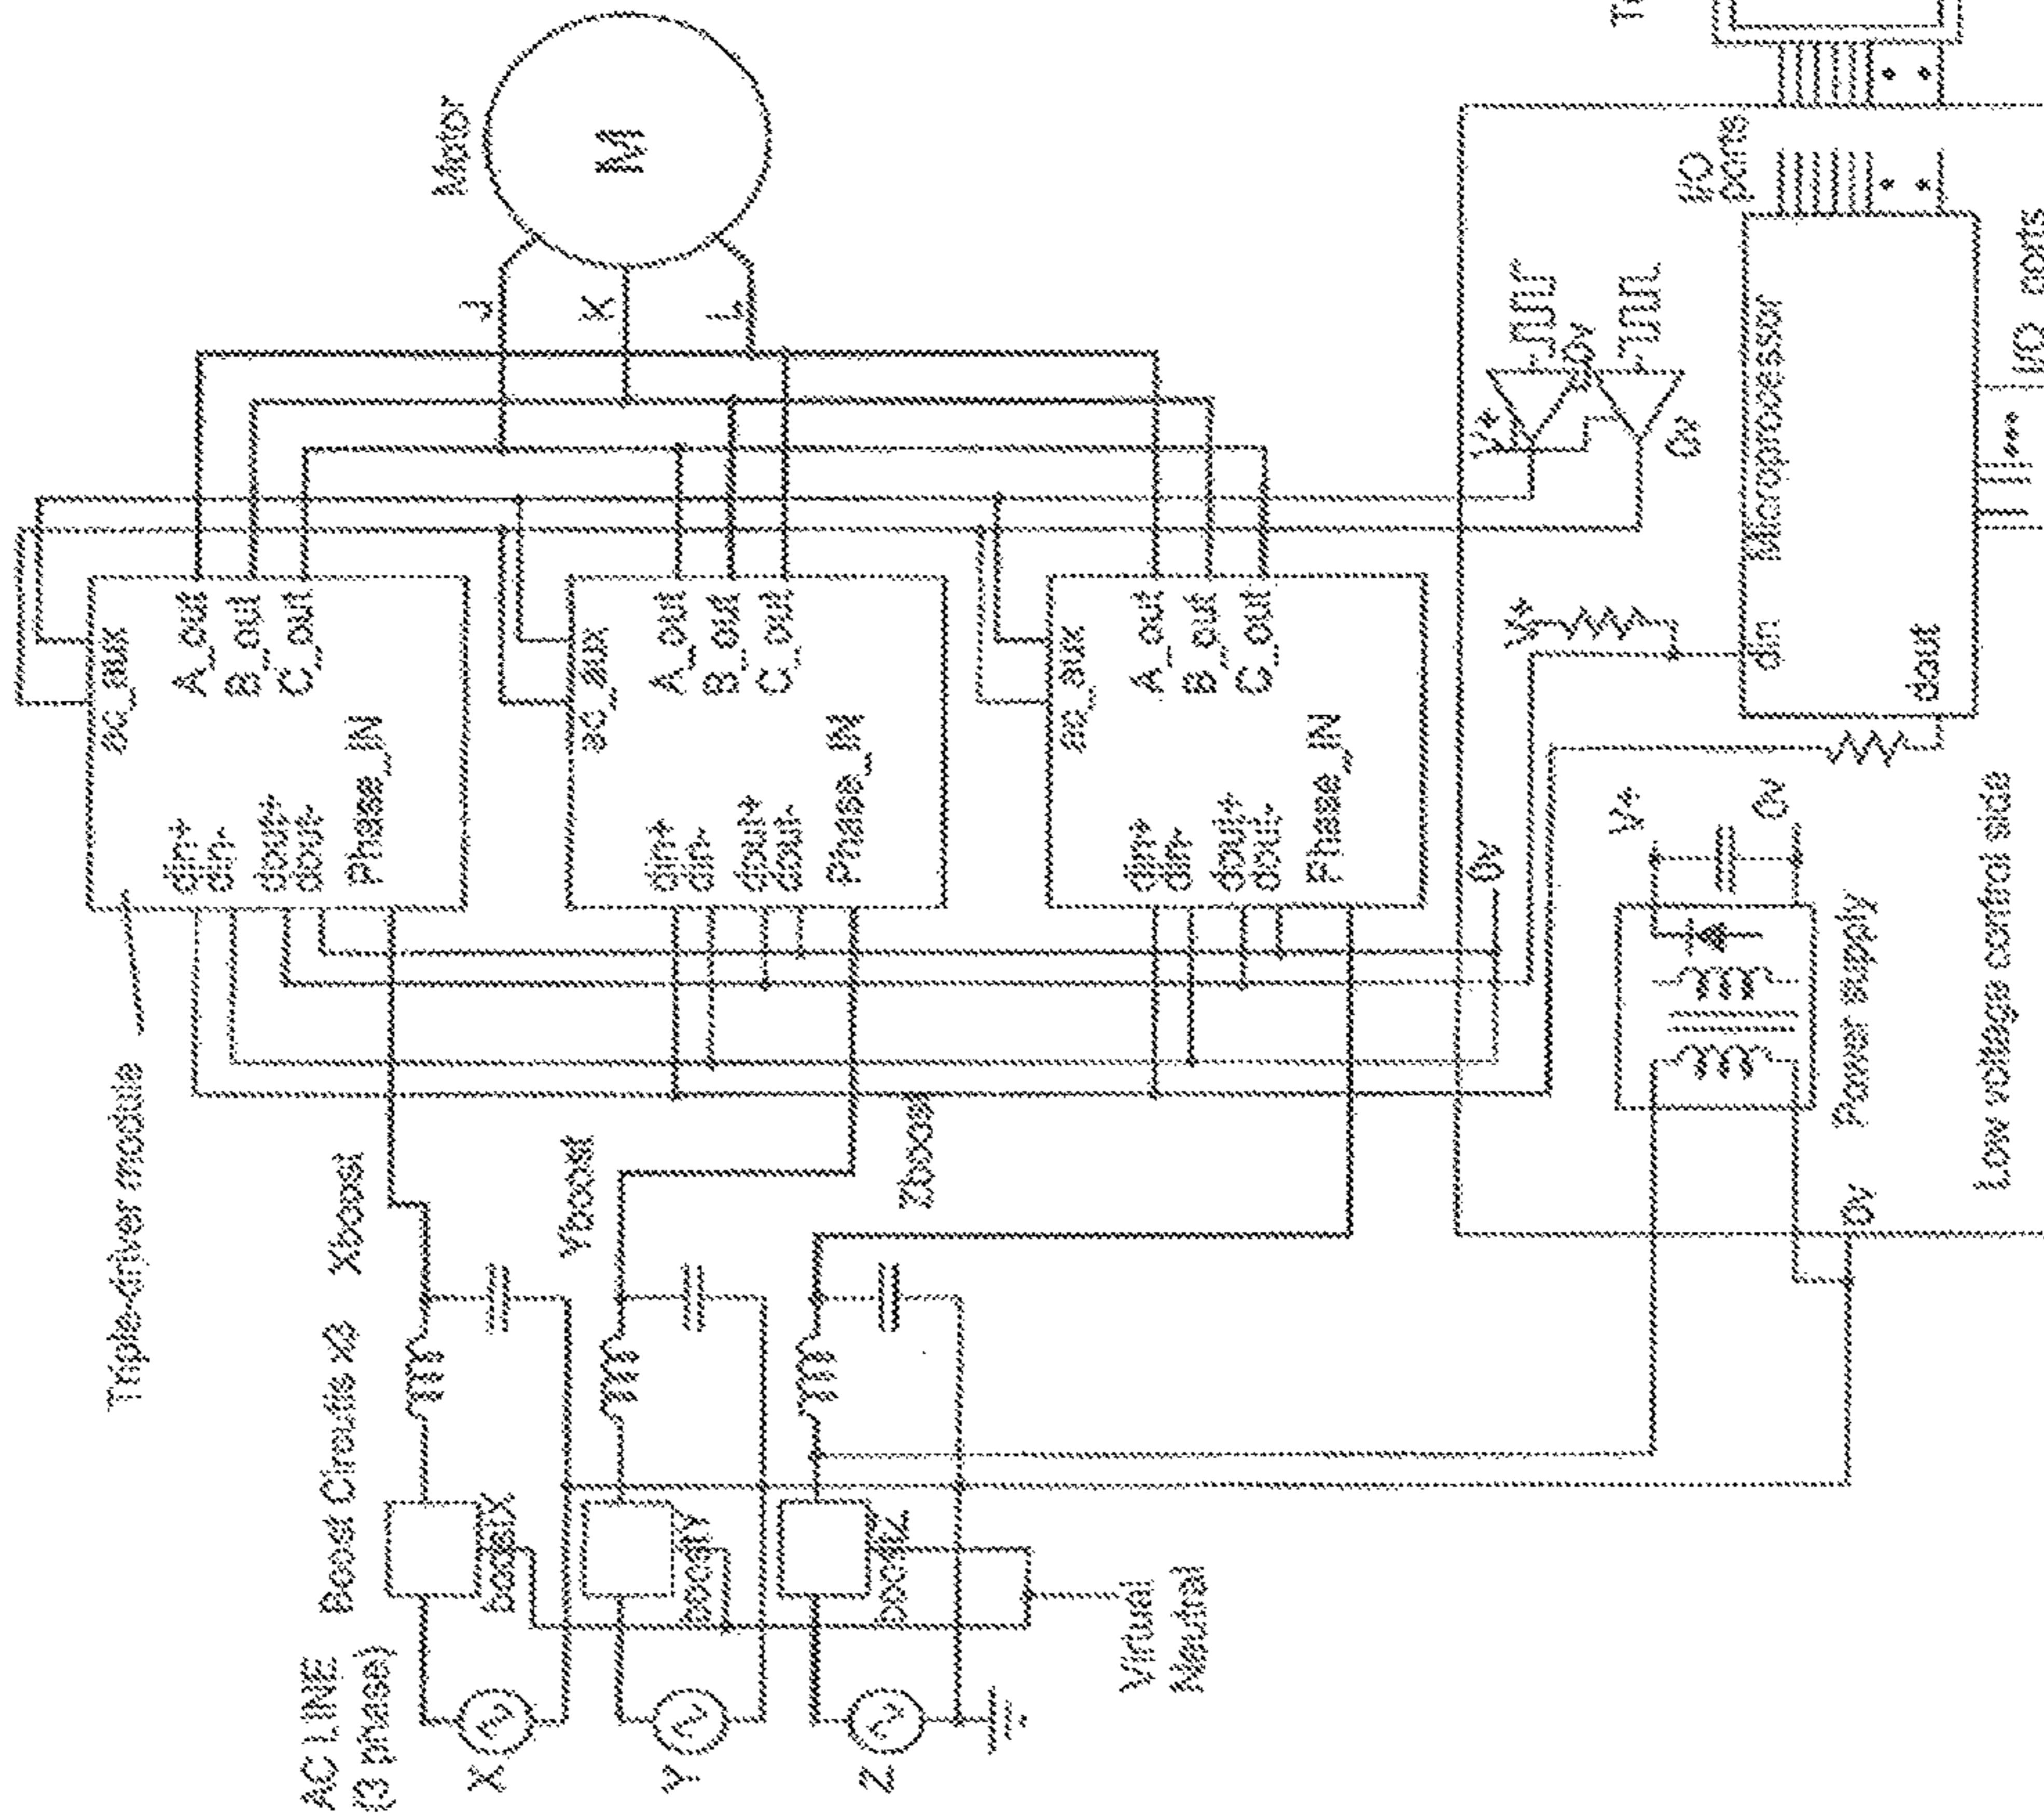 Motor
M
J
K
L
ac_aux
A_out
B_out
C_out
din+
din-
dout+
dout-
Phase_IN
ac_aux
A_out
B_out
C_out
din+
din-
dout+
dout-
Phase_IN
ac_aux
A_out
B_out
C_out
din+
din-
dout+
dout-
Phase_IN
Triple-driver module
Xboost
Yboost
Zboost
Boost Circuits x3
boostX
boostY
boostZ
AC LINE
(3 phase)
X
Y
Z
Virtual
Neutral
V+
0v
0v
V+
0v
I/O
ports
Microprocessor
din
dout
I/O ports
V+
0v
Power supply
0v
Low voltage control side